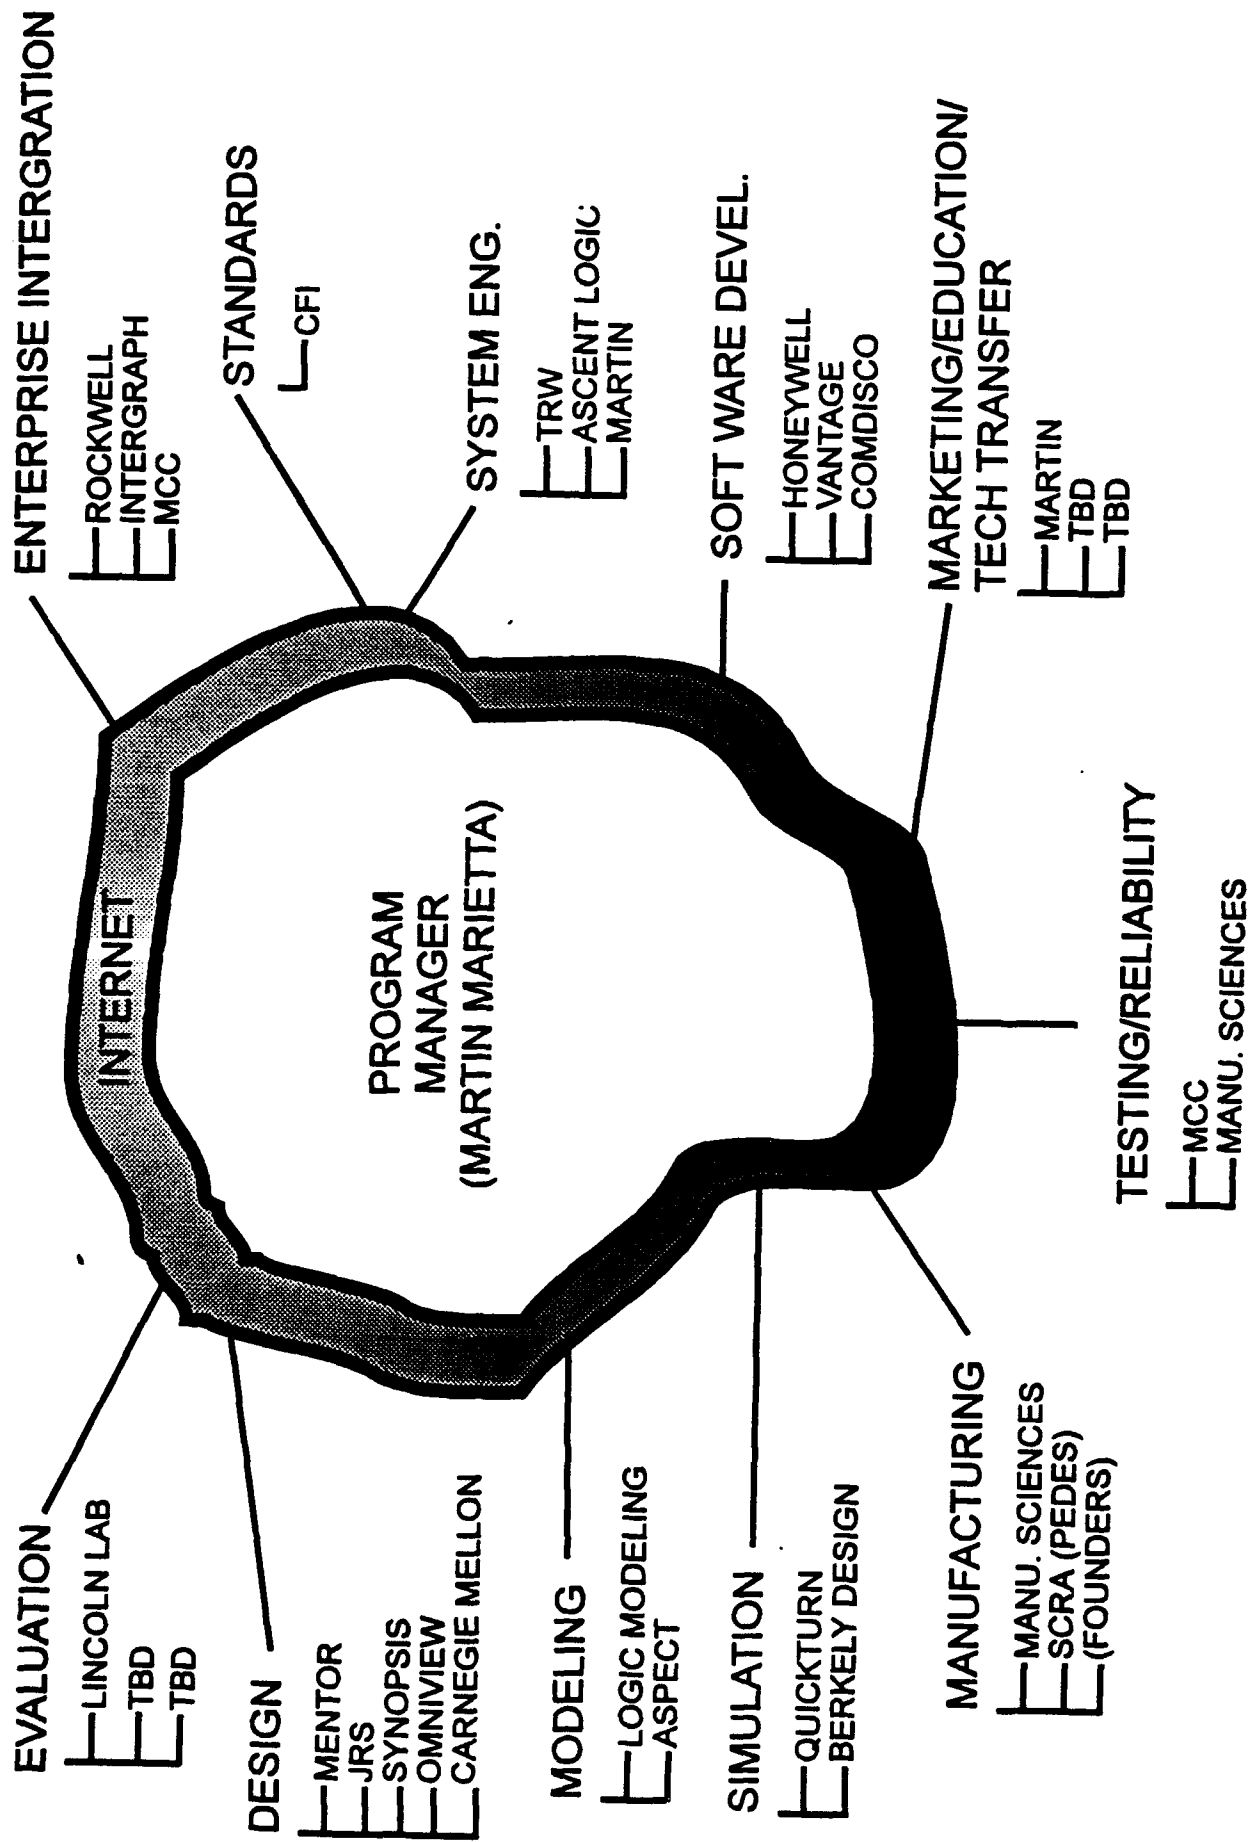 EVALUATION
LINCOLN LAB
TBD
TBD
DESIGN
MENTOR
JRS
SYNOPSIS
OMNIVIEW
CARNEGIE MELLON
MODELING
LOGIC MODELING
ASPECT
SIMULATION
QUICKTURN
BERKELY DESIGN
MANUFACTURING
MANU. SCIENCES
SCRA (PEDES)
(FOUNDERS)
INTERNET
PROGRAM
MANAGER
(MARTIN MARIETTA)
TESTING/RELIABILITY
MCC
MANU. SCIENCES
ENTERPRISE INTERGRATION
ROCKWELL
INTERGRAPH
MCC
STANDARDS
CFI
SYSTEM ENG.
TRW
ASCENT LOGIC
MARTIN
SOFT WARE DEVEL.
HONEYWELL
VANTAGE
COMDISCO
MARKETING/EDUCATION/
TECH TRANSFER
MARTIN
TBD
TBD